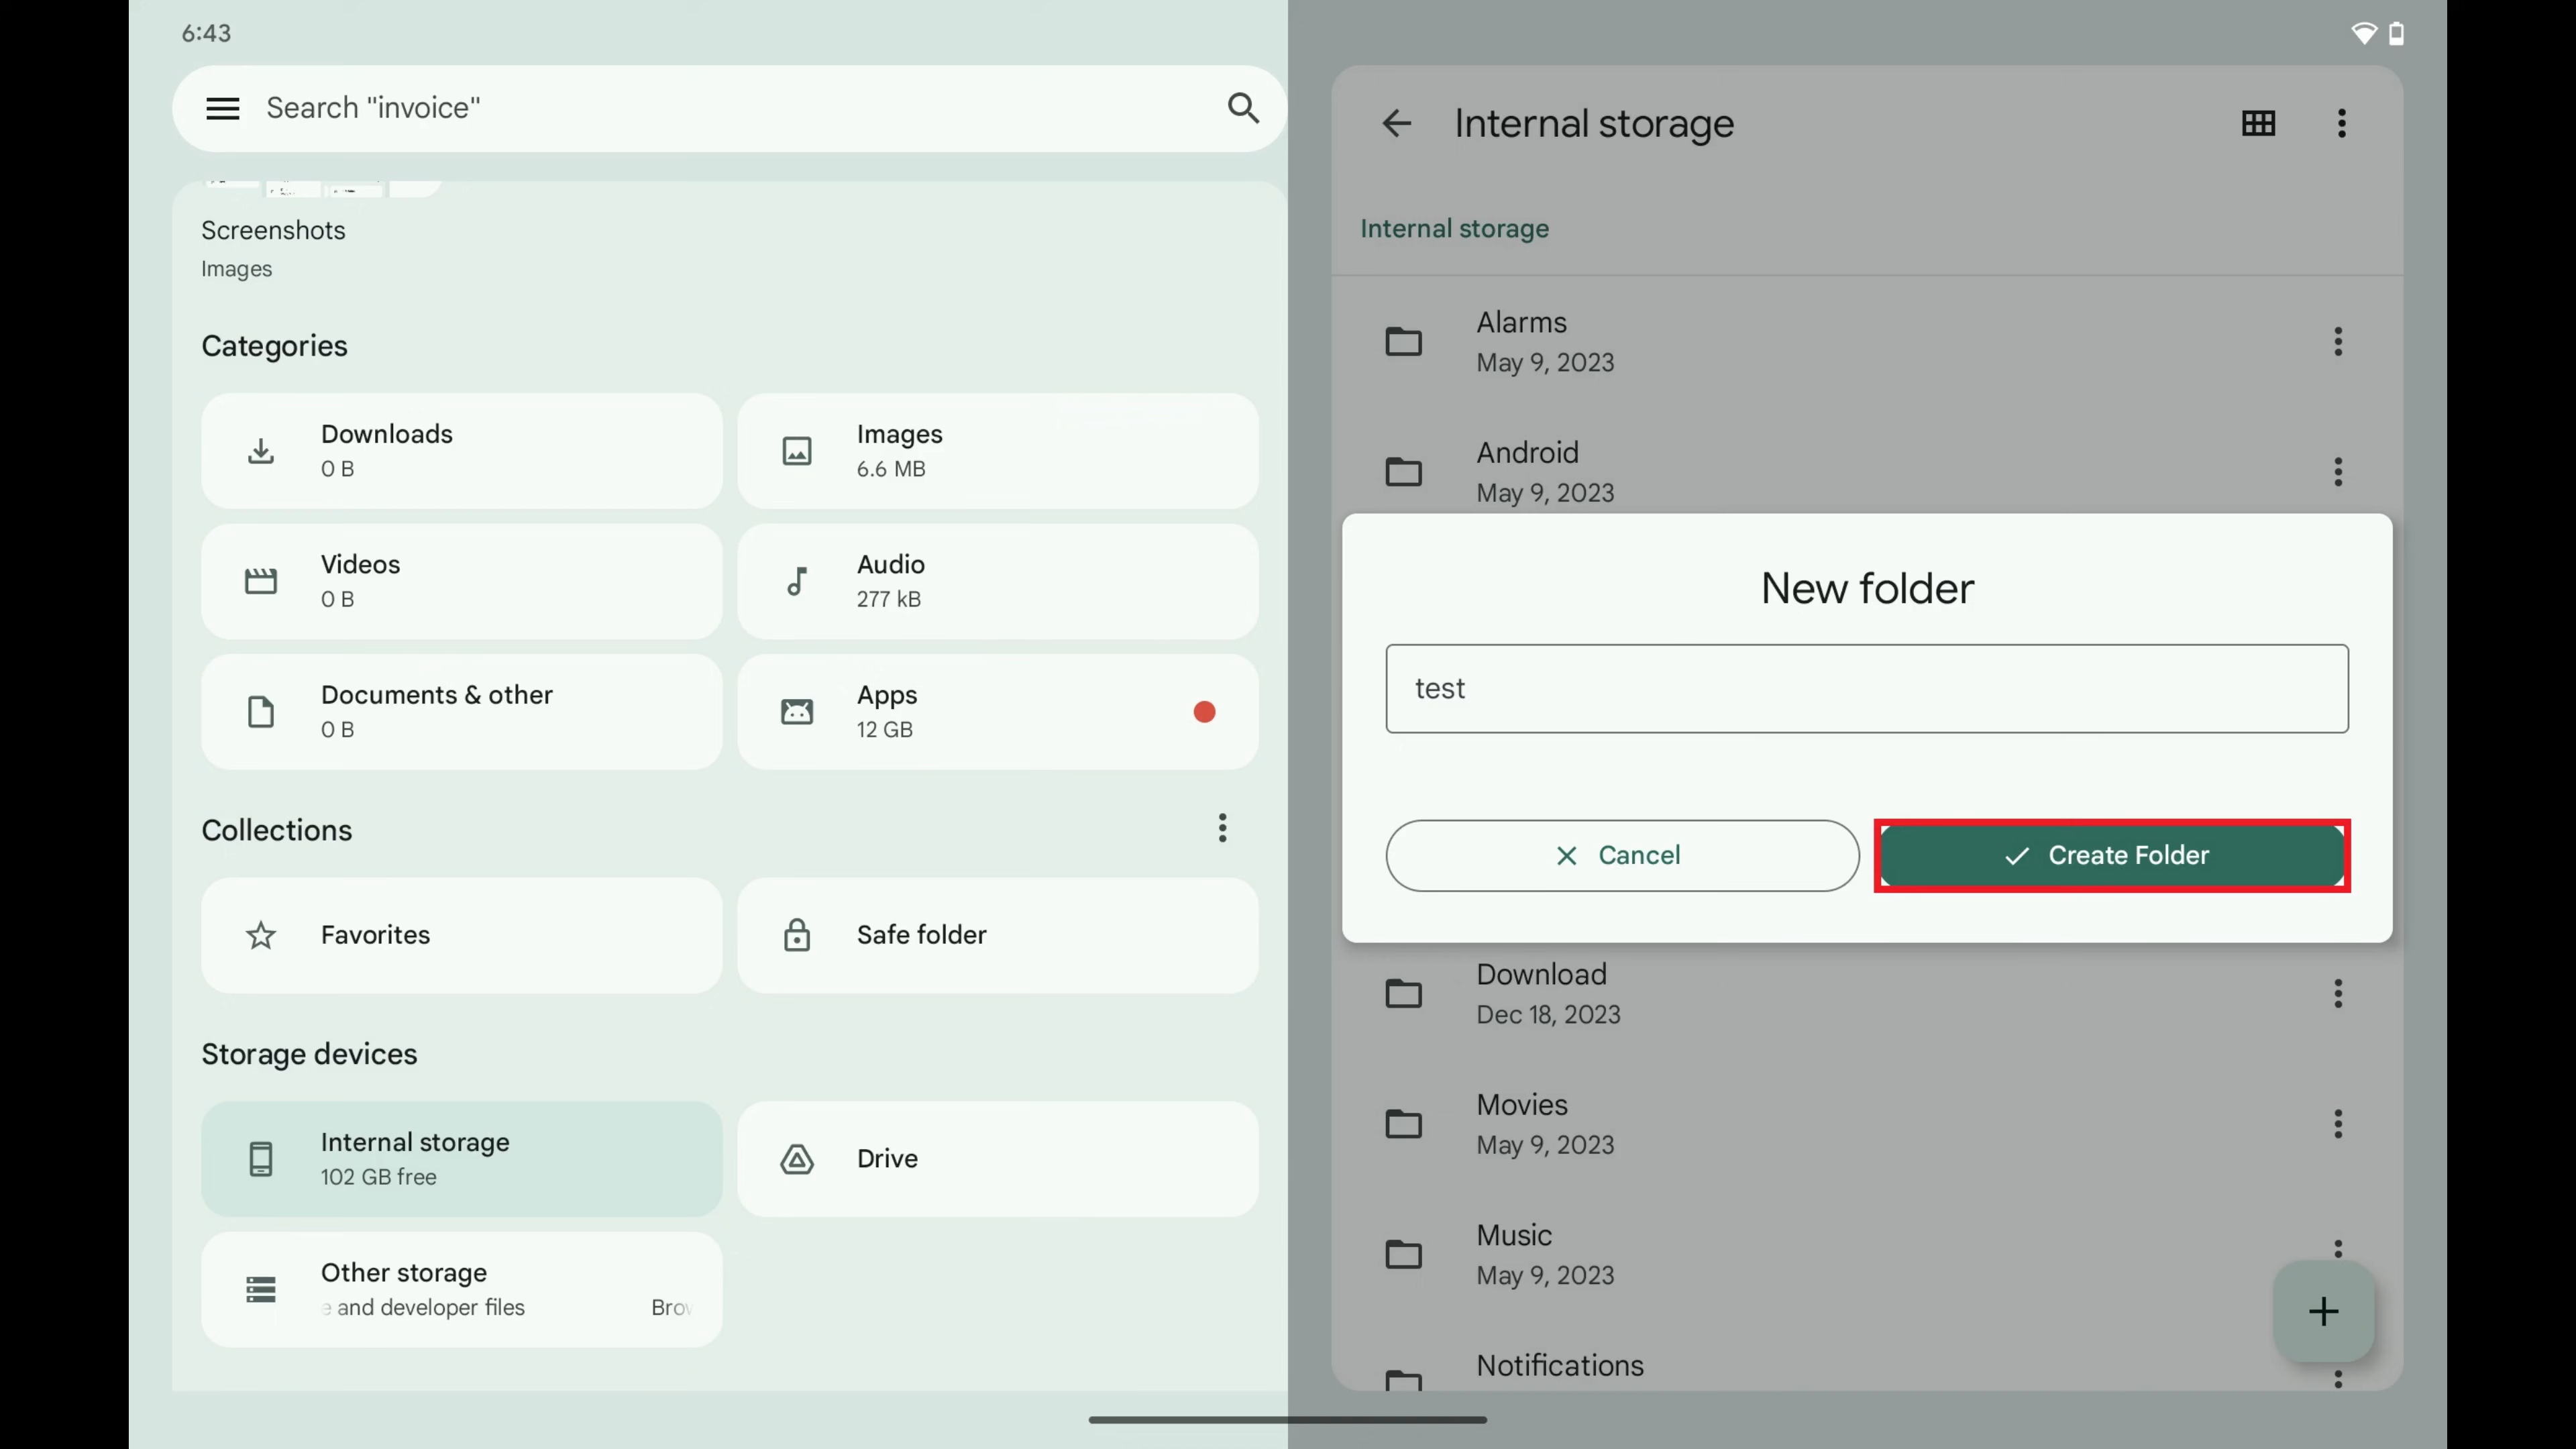 6:43
Search "invoice"
Screenshots
Images
Categories
Downloads
0 B
Images
6.6 MB
Videos
0 B
Audio
277 kB
Documents & other
0 B
Apps
12 GB
Collections
Favorites
Safe folder
Storage devices
Internal storage
102 GB free
Drive
Other storage
e and developer files Brow
Internal storage
Internal storage
Alarms
May 9, 2023
Android
May 9, 2023
New folder
test
Cancel
Create Folder
Download
Dec 18, 2023
Movies
May 9, 2023
Music
May 9, 2023
Notifications